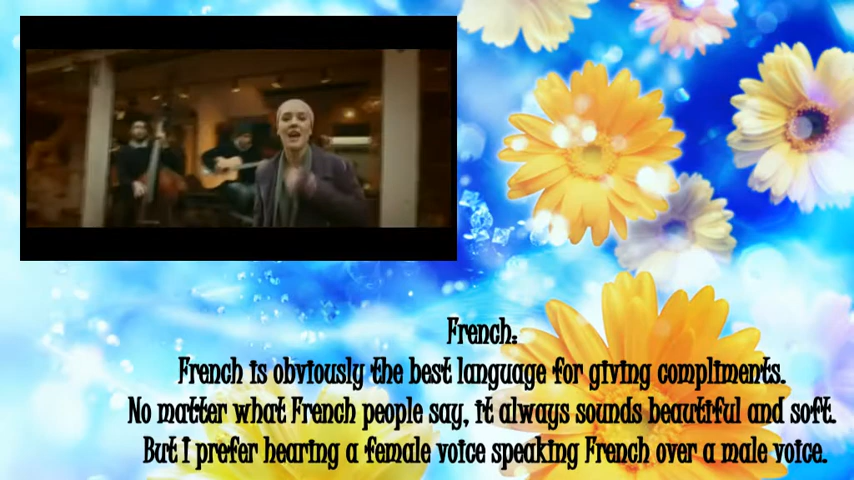 French:
French is obviously the best language for giving compliments.
No matter what French people say, it always sounds beautiful and soft.
But I prefer hearing a female voice speaking French over a male voice.